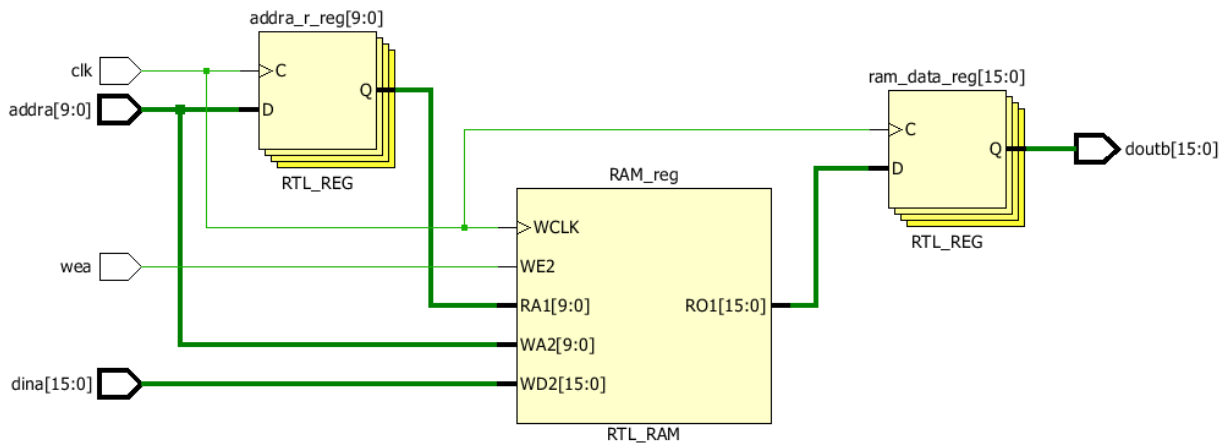 addra_r_reg[9:0]
clk
C
addra[9:0]
D
Q
RTL_REG
ram_data_reg[15:0]
C
Q
D
doutb[15:0]
RTL_REG
RAM_reg
WCLK
wea
WE2
RA1[9:0]
RO1[15:0]
WA2[9:0]
dina[15:0]
WD2[15:0]
RTL_RAM